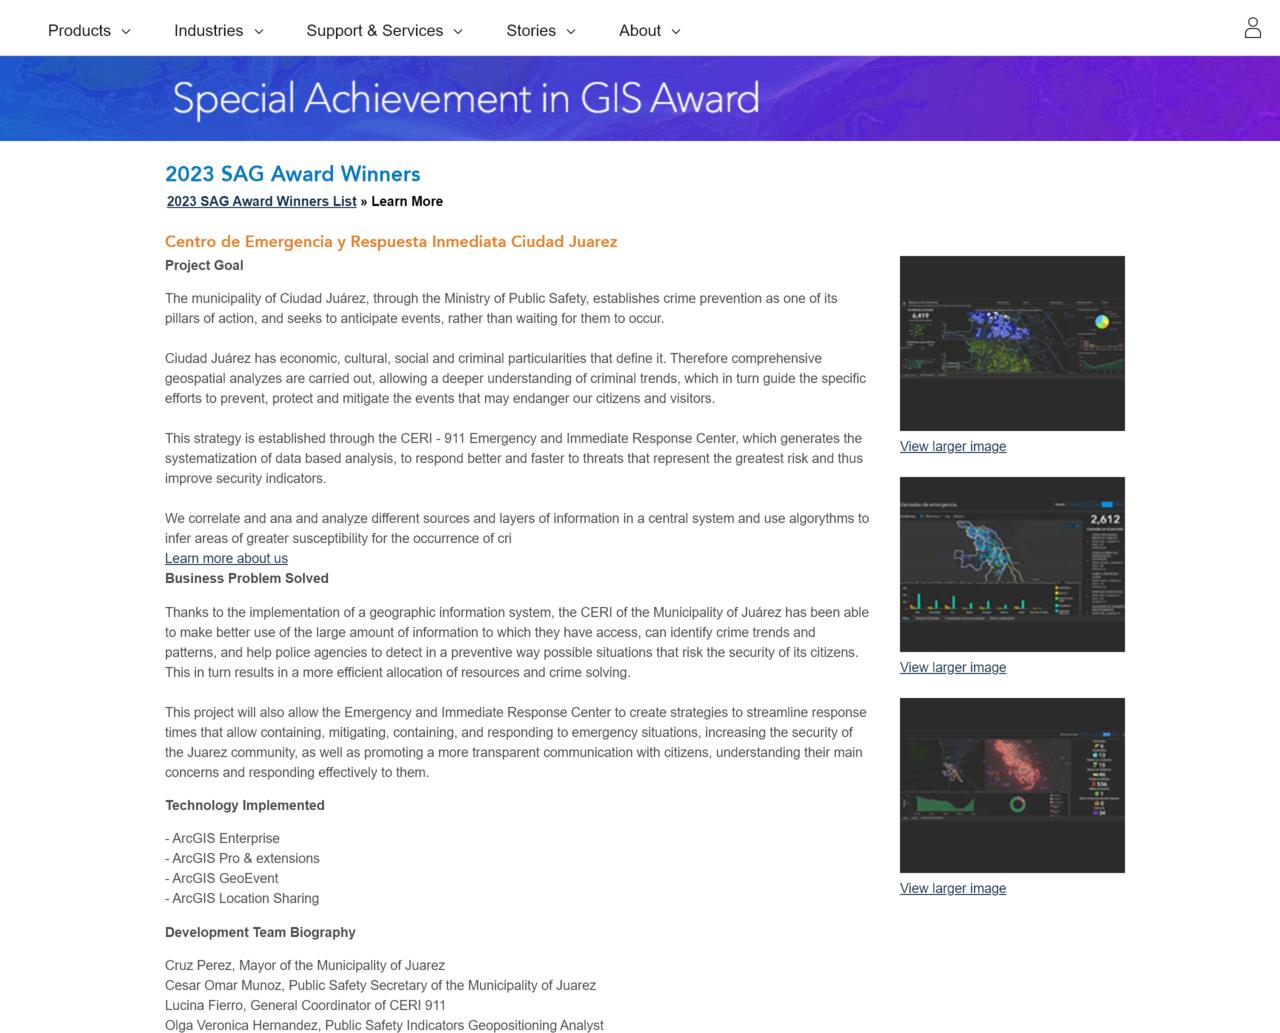 Products
Industries
Support & Services
Stories
About
Special Achievement in GIS Award
2023 SAG Award Winners
2023 SAG Award Winners List » Learn More
Centro de Emergencia y Respuesta Inmediata Ciudad Juarez
Project Goal
The municipality of Ciudad Juárez, through the Ministry of Public Safety, establishes crime prevention as one of its
pillars of action, and seeks to anticipate events, rather than waiting for them to occur.
Ciudad Juárez has economic, cultural, social and criminal particularities that define it. Therefore comprehensive
geospatial analyzes are carried out, allowing a deeper understanding of criminal trends, which in turn guide the specific
efforts to prevent, protect and mitigate the events that may endanger our citizens and visitors.
This strategy is established through the CERI - 911 Emergency and Immediate Response Center, which generates the
systematization of data based analysis, to respond better and faster to threats that represent the greatest risk and thus
improve security indicators.
We correlate and ana and analyze different sources and layers of information in a central system and use algorythms to
infer areas of greater susceptibility for the occurrence of cri
Learn more about us
Business Problem Solved
Thanks to the implementation of a geographic information system, the CERI of the Municipality of Juárez has been able
to make better use of the large amount of information to which they have access, can identify crime trends and
patterns, and help police agencies to detect in a preventive way possible situations that risk the security of its citizens.
This in turn results in a more efficient allocation of resources and crime solving.
This project will also allow the Emergency and Immediate Response Center to create strategies to streamline response
times that allow containing, mitigating, containing, and responding to emergency situations, increasing the security of
the Juarez community, as well as promoting a more transparent communication with citizens, understanding their main
concerns and responding effectively to them.
Technology Implemented
- ArcGIS Enterprise
- ArcGIS Pro & extensions
- ArcGIS GeoEvent
- ArcGIS Location Sharing
Development Team Biography
Cruz Perez, Mayor of the Municipality of Juarez
Cesar Omar Munoz, Public Safety Secretary of the Municipality of Juarez
Lucina Fierro, General Coordinator of CERI 911
Olga Veronica Hernandez, Public Safety Indicators Geopositioning Analyst
6,419
View larger image
Llamadas de emergencia
2,612
View larger image
View larger image